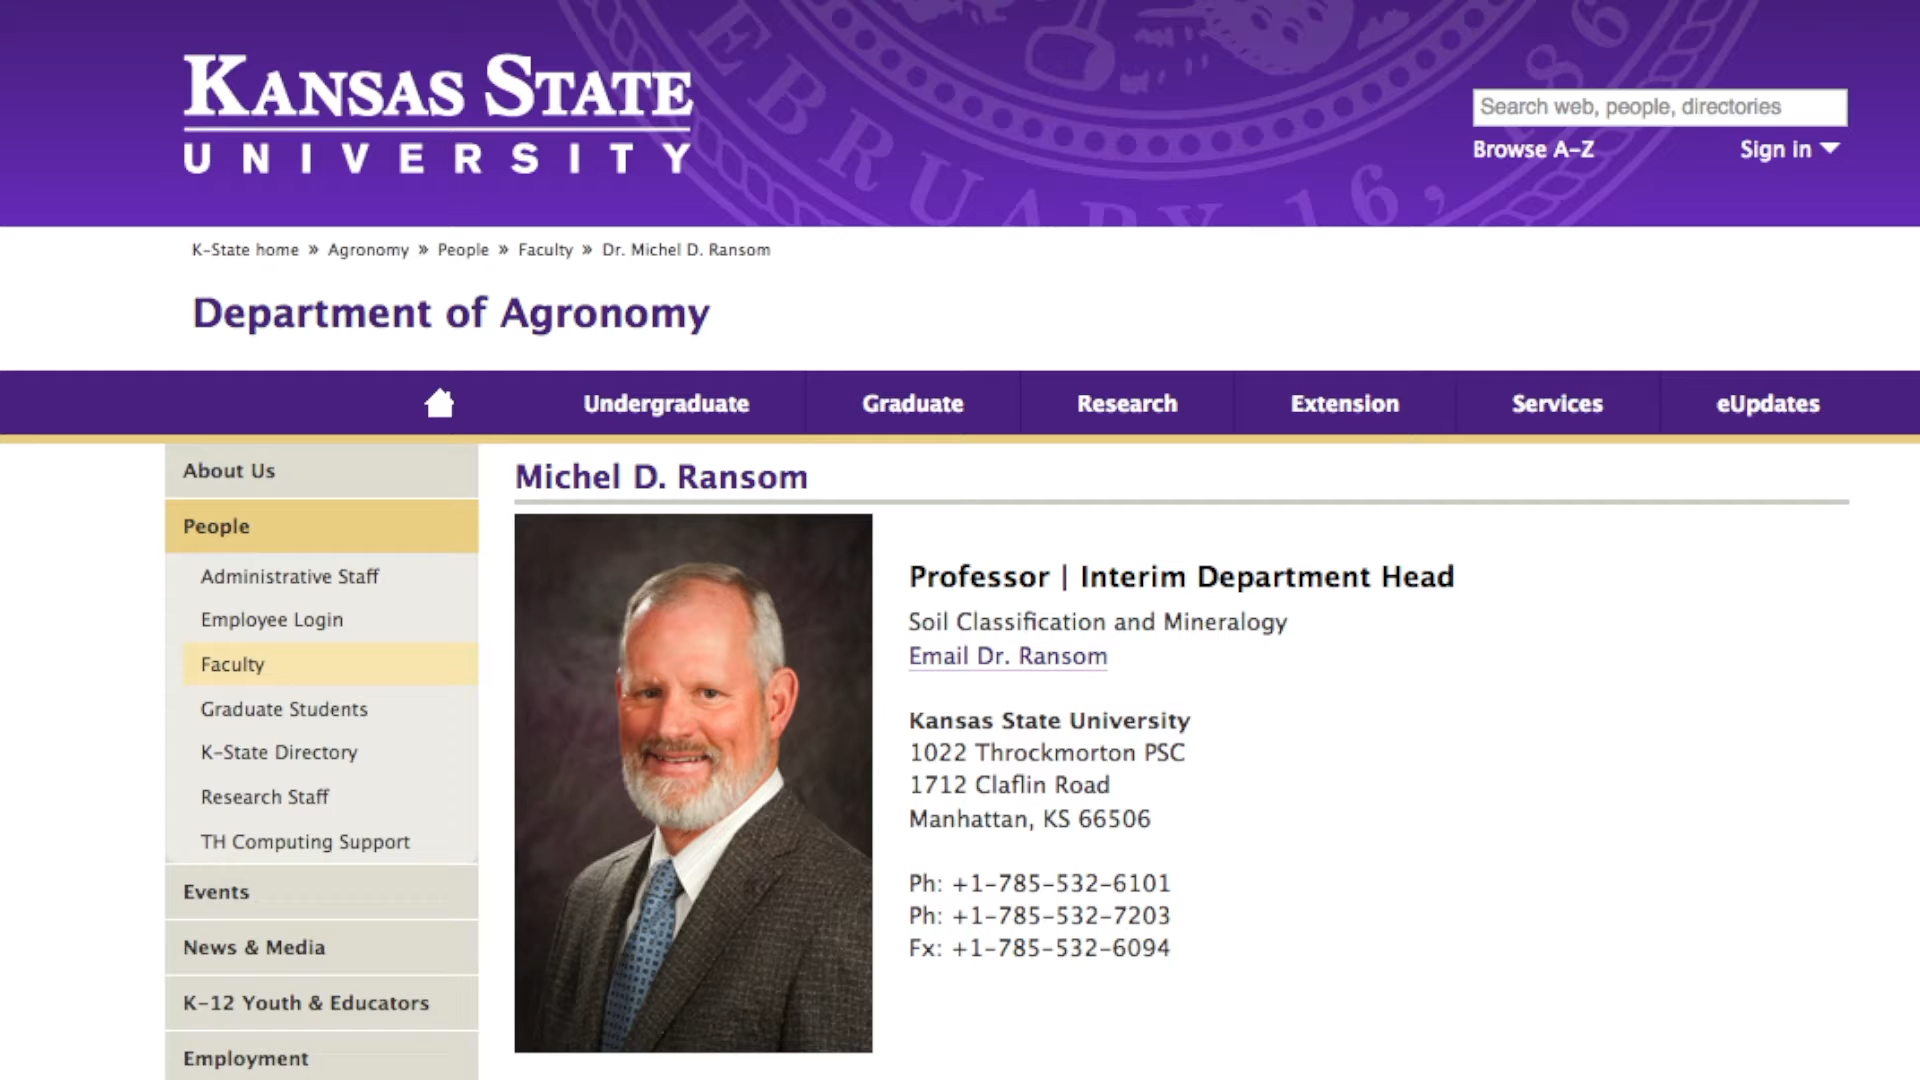 KANSAS STATE
UNIVERSITY
EBRUARY 16, 186
Search web, people, directories
Browse A-Z
Sign in
K-State home » Agronomy » People » Faculty » Dr. Michel D. Ransom
Department of Agronomy
Undergraduate
Graduate
Research
Extension
Services
eUpdates
About Us
People
Administrative Staff
Employee Login
Faculty
Graduate Students
K-State Directory
Research Staff
TH Computing Support
Events
News & Media
K-12 Youth & Educators
Employment
Michel D. Ransom
Professor | Interim Department Head
Soil Classification and Mineralogy
Email Dr. Ransom
Kansas State University
1022 Throckmorton PSC
1712 Claflin Road
Manhattan, KS 66506
Ph: +1-785-532-6101
Ph: +1-785-532-7203
Fx: +1-785-532-6094